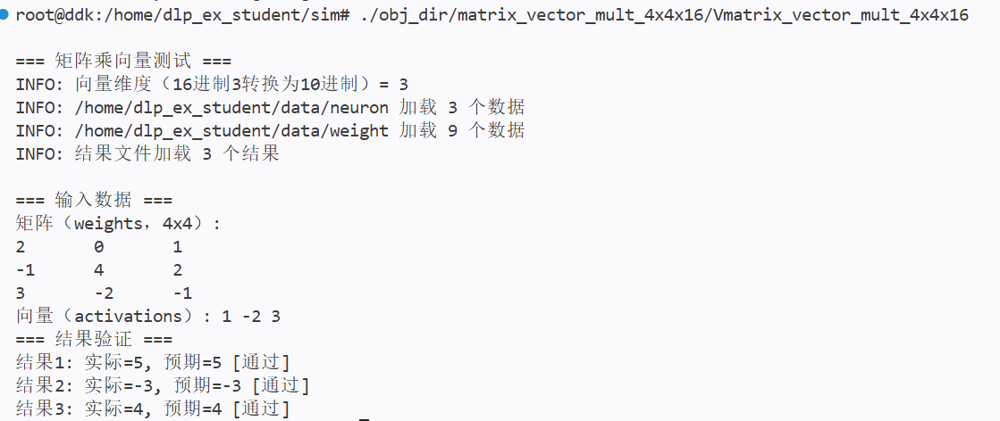 root@ddk:/home/dlp_ex_student/sim# ./obj_dir/matrix_vector_mult_4x4x16/Vmatrix_vector_mult_4x4x16
=== 矩阵乘向量测试 ===
INFO: 向量维度（16进制3转换为10进制）= 3
INFO: /home/dlp_ex_student/data/neuron 加载 3 个数据
INFO: /home/dlp_ex_student/data/weight 加载 9 个数据
INFO: 结果文件加载 3 个结果
=== 输入数据 ===
矩阵（weights，4x4）:
2 0 1
-1 4 2
3 -2 -1
向量（activations）: 1 -2 3
=== 结果验证 ===
结果1: 实际=5, 预期=5 [通过]
结果2: 实际=-3, 预期=-3 [通过]
结果3: 实际=4, 预期=4 [通过]